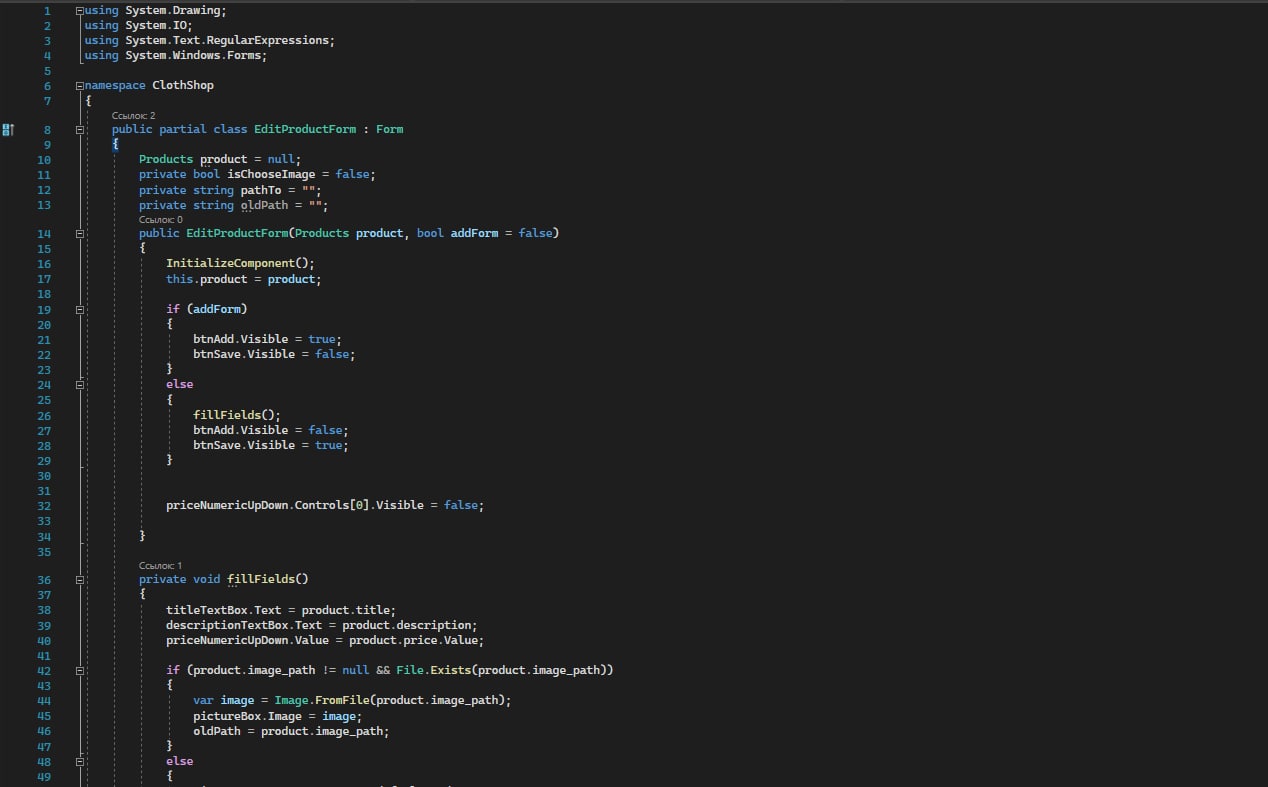 1 using System.Drawing;
2 using System.IO;
3 using System.Text.RegularExpressions;
4 using System.Windows.Forms;
5
6 namespace ClothShop
7 {
Ссылок: 2
8 public partial class EditProductForm : Form
9 {
10 Products product = null;
11 private bool isChooseImage = false;
12 private string pathTo = "";
13 private string oldPath = "";
Ссылок: 0
14 public EditProductForm(Products product, bool addForm = false)
15 {
16 InitializeComponent();
17 this.product = product;
18
19 if (addForm)
20 {
21 btnAdd.Visible = true;
22 btnSave.Visible = false;
23 }
24 else
25 {
26 fillFields();
27 btnAdd.Visible = false;
28 btnSave.Visible = true;
29 }
30
31
32 priceNumericUpDown.Controls[0].Visible = false;
33
34 }
35
Ссылок: 1
36 private void fillFields()
37 {
38 titleTextBox.Text = product.title;
39 descriptionTextBox.Text = product.description;
40 priceNumericUpDown.Value = product.price.Value;
41
42 if (product.image_path != null && File.Exists(product.image_path))
43 {
44 var image = Image.FromFile(product.image_path);
45 pictureBox.Image = image;
46 oldPath = product.image_path;
47 }
48 else
49 {